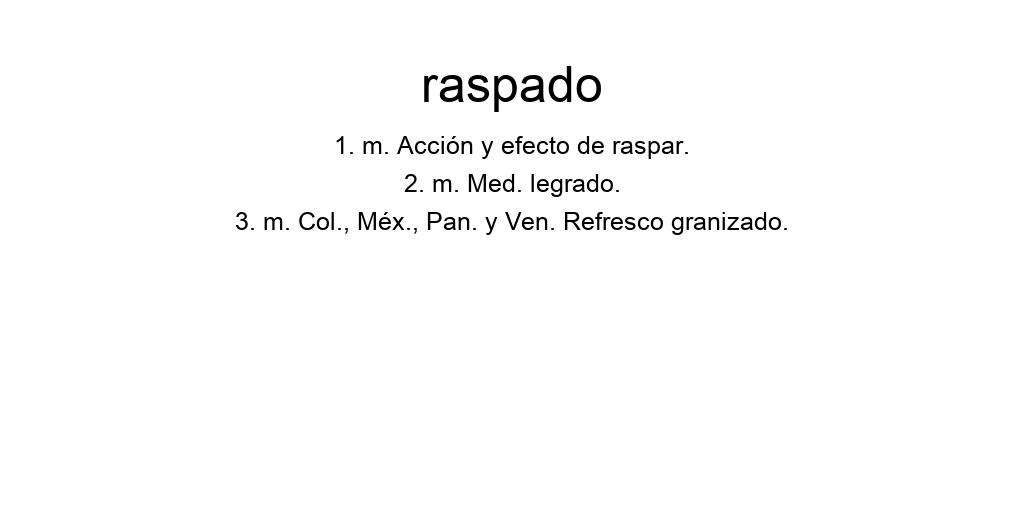 raspado
1. m. Acción y efecto de raspar.
2. m. Med. legrado.
3. m. Col., Méx., Pan. y Ven. Refresco granizado.